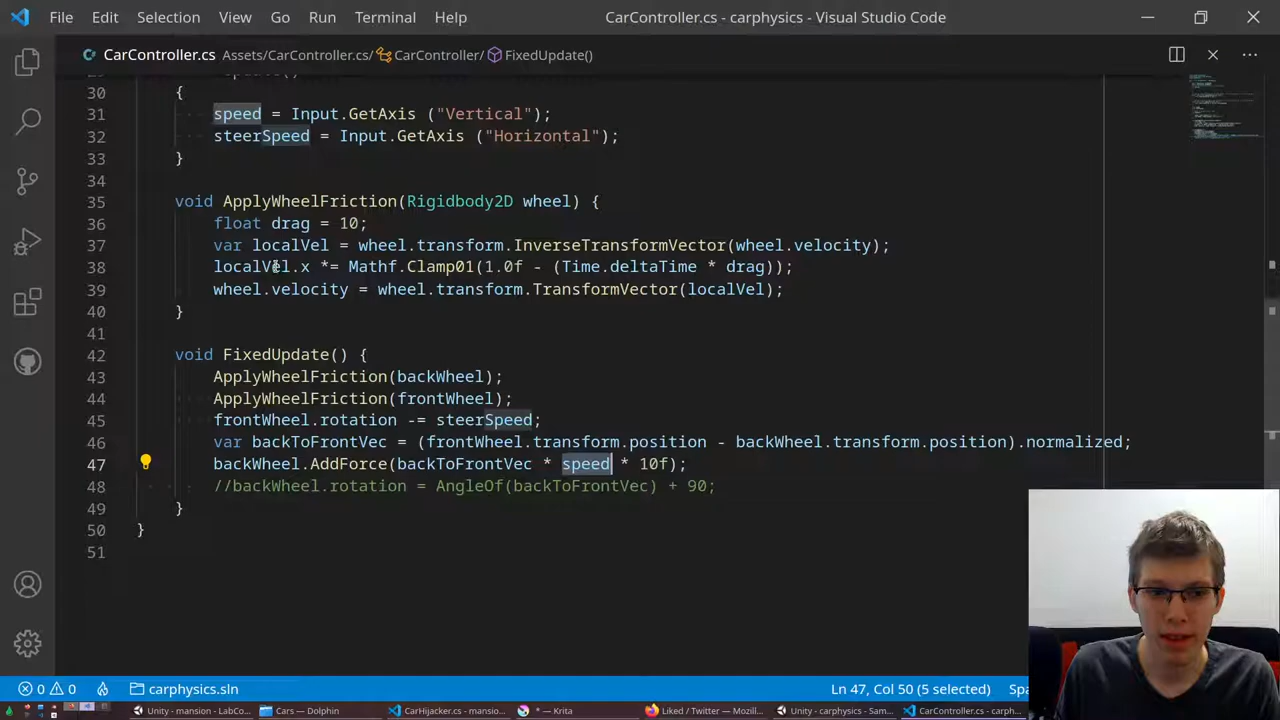 File Edit Selection View Go Run Terminal Help CarController.cs - carphysics - Visual Studio Code
CarController.cs Assets/CarController.cs/ CarController/ FixedUpdate()
30 {
31 speed = Input.GetAxis ("Vertical");
32 steerSpeed = Input.GetAxis ("Horizontal");
33 }
34
35 void ApplyWheelFriction(Rigidbody2D wheel) {
36 float drag = 10;
37 var localVel = wheel.transform.InverseTransformVector(wheel.velocity);
38 localVel.x *= Mathf.Clamp01(1.0f - (Time.deltaTime * drag));
39 wheel.velocity = wheel.transform.TransformVector(localVel);
40 }
41
42 void FixedUpdate() {
43 ApplyWheelFriction(backWheel);
44 ApplyWheelFriction(frontWheel);
45 frontWheel.rotation -= steerSpeed;
46 var backToFrontVec = (frontWheel.transform.position - backWheel.transform.position).normalized;
47 backWheel.AddForce(backToFrontVec * speed * 10f);
48 //backWheel.rotation = AngleOf(backToFrontVec) + 90;
49 }
50 }
51
0 0 carphysics.sln Ln 47, Col 50 (5 selected) Spa
Unity - mansion - LabCo... Cars — Dolphin CarHijacker.cs - mansio... * — Krita Liked / Twitter — Mozil... Unity - carphysics - Sam... CarController.cs - carph...